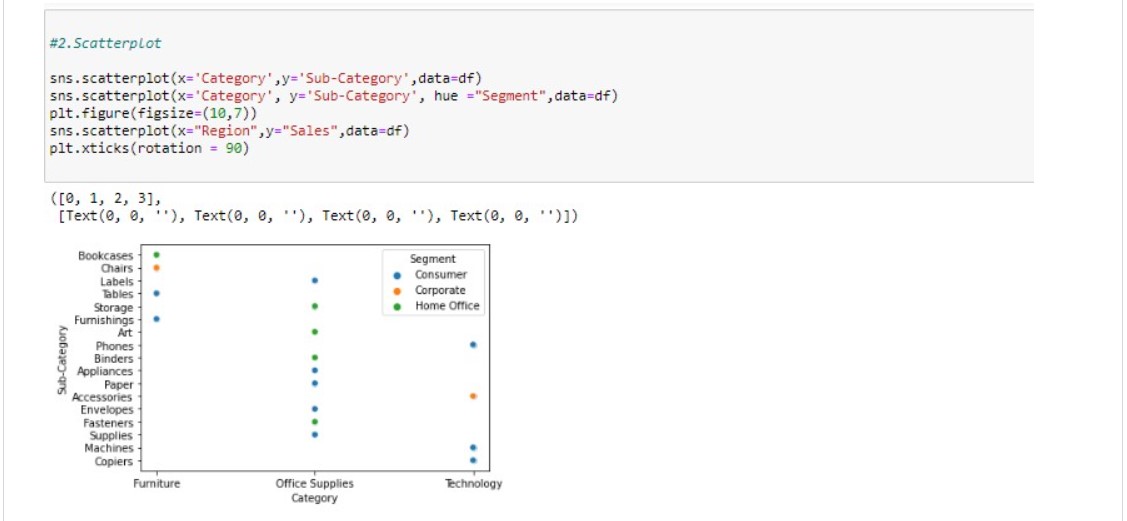 #2.Scatterplot
sns.scatterplot(x='Category',y='Sub-Category',data=df)
sns.scatterplot(x='Category', y='Sub-Category', hue ="Segment",data=df)
plt.figure(figsize=(10,7))
sns.scatterplot(x="Region",y="Sales",data=df)
plt.xticks(rotation = 90)
([0, 1, 2, 3],
[Text(0, 0, ''), Text(0, 0, ''), Text(0, 0, ''), Text(0, 0, '')])
Sub-Category
Bookcases
Chairs
Labels
Tables
Storage
Furnishings
Art
Phones
Binders
Appliances
Paper
Accessories
Envelopes
Fasteners
Supplies
Machines
Copiers
Segment
Consumer
Corporate
Home Office
Furniture Office Supplies Technology
Category